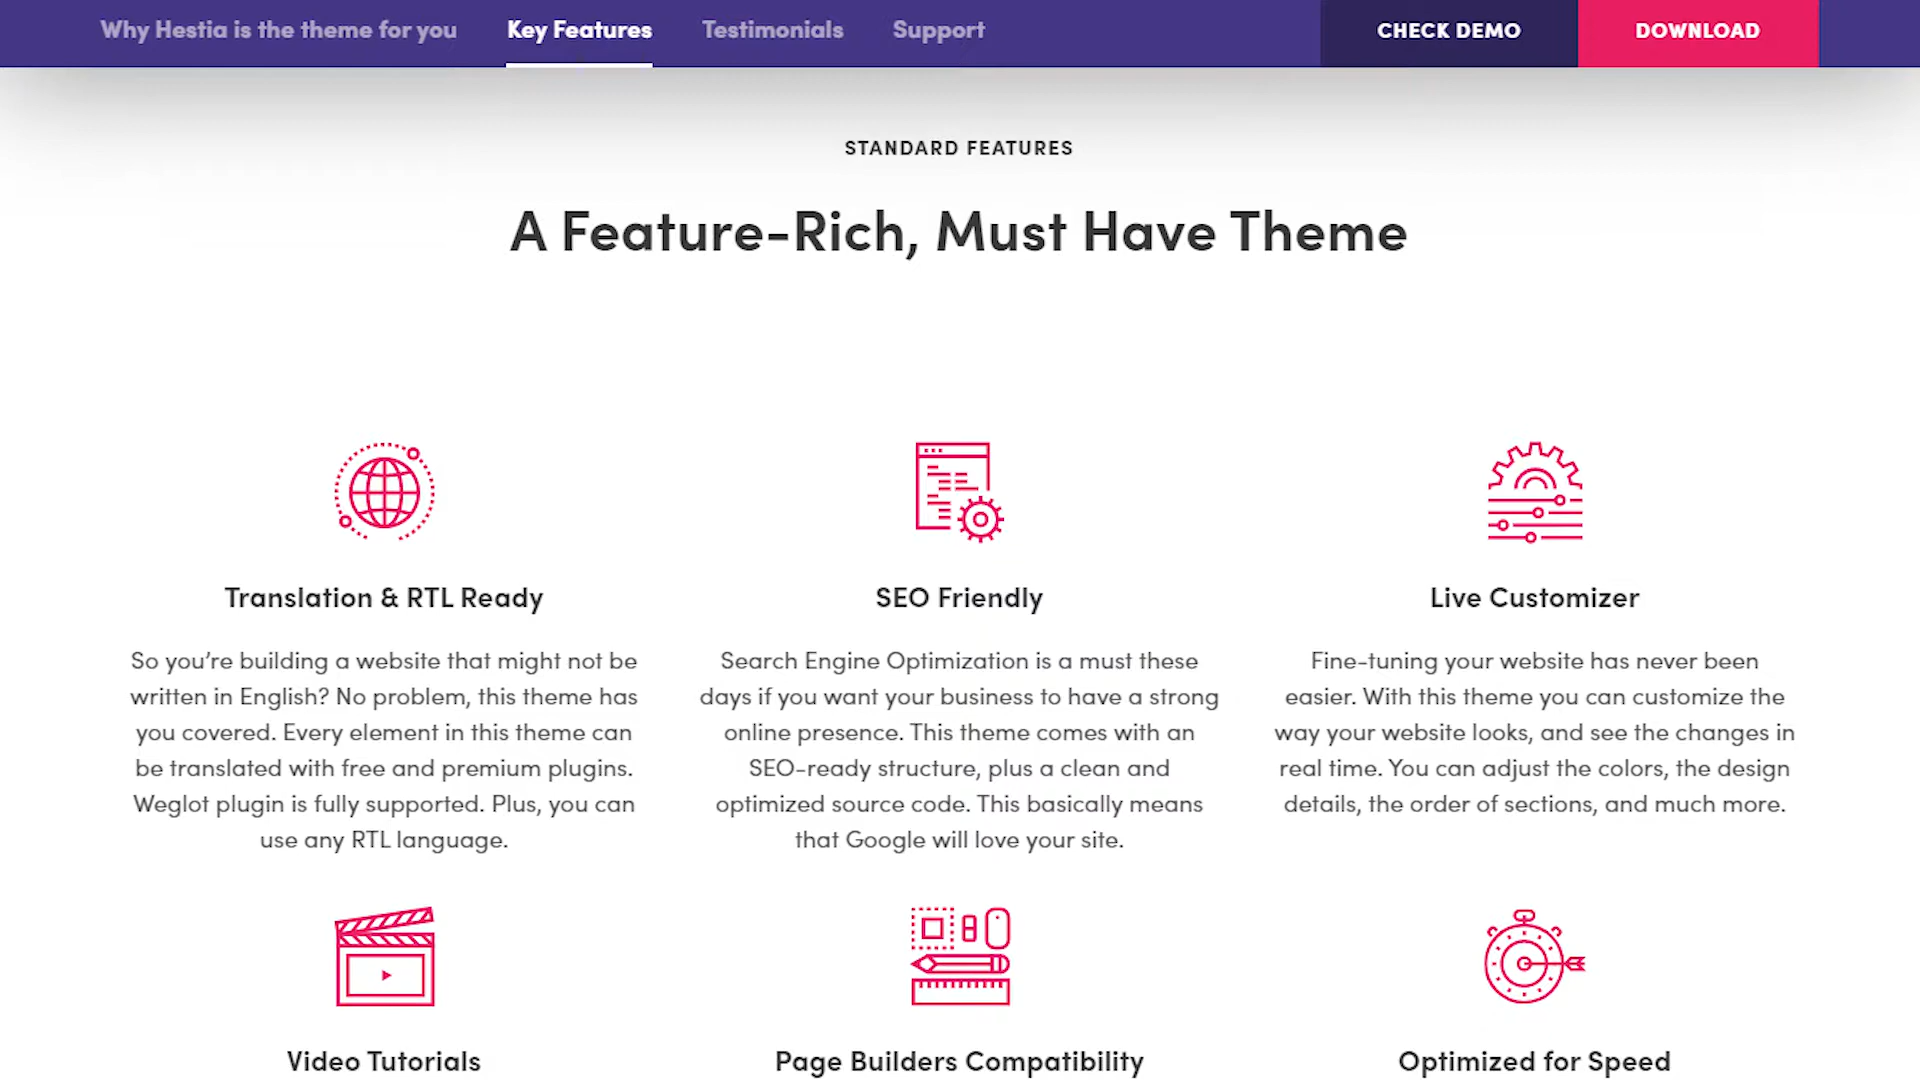 Why Hestia is the theme for you Key Features Testimonials Support CHECK DEMO DOWNLOAD
STANDARD FEATURES
A Feature-Rich, Must Have Theme
Translation & RTL Ready
So you’re building a website that might not be
written in English? No problem, this theme has
you covered. Every element in this theme can
be translated with free and premium plugins.
Weglot plugin is fully supported. Plus, you can
use any RTL language.
SEO Friendly
Search Engine Optimization is a must these
days if you want your business to have a strong
online presence. This theme comes with an
SEO-ready structure, plus a clean and
optimized source code. This basically means
that Google will love your site.
Live Customizer
Fine-tuning your website has never been
easier. With this theme you can customize the
way your website looks, and see the changes in
real time. You can adjust the colors, the design
details, the order of sections, and much more.
Video Tutorials
Page Builders Compatibility
Optimized for Speed